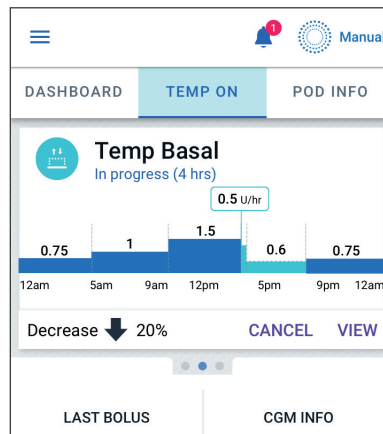 1
Manual
DASHBOARD TEMP ON POD INFO
Temp Basal
In progress (4 hrs)
0.5 U/hr
0.75 1 1.5 0.6 0.75
12am 5am 9am 12pm 5pm 9pm 12am
Decrease 20% CANCEL VIEW
LAST BOLUS CGM INFO